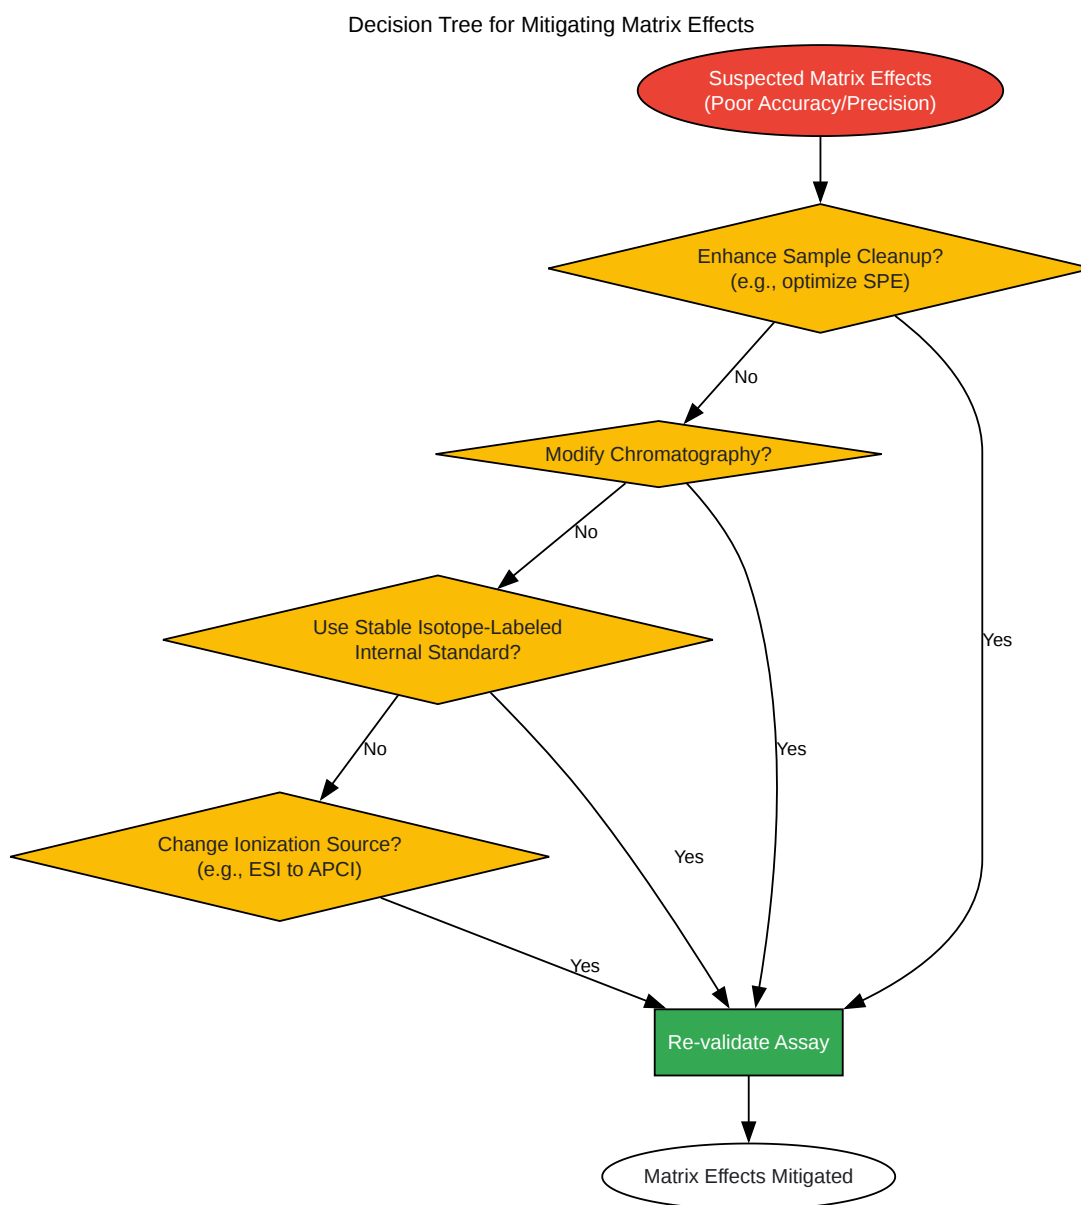 Decision Tree for Mitigating Matrix Effects
Suspected Matrix Effects
(Poor Accuracy/Precision)
Enhance Sample Cleanup?
(e.g., optimize SPE)
No
Modify Chromatography?
No
Use Stable Isotope-Labeled
Internal Standard?
Yes
No
Yes
Change Ionization Source?
(e.g., ESI to APCI)
Yes
Yes
Re-validate Assay
Matrix Effects Mitigated